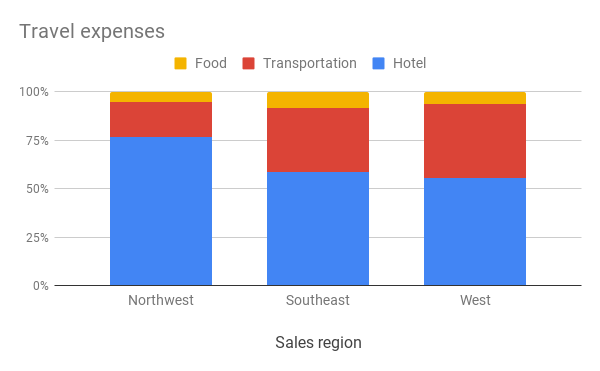 Travel expenses
Food Transportation Hotel
100%
75%
50%
25%
0%
Northwest Southeast West
Sales region